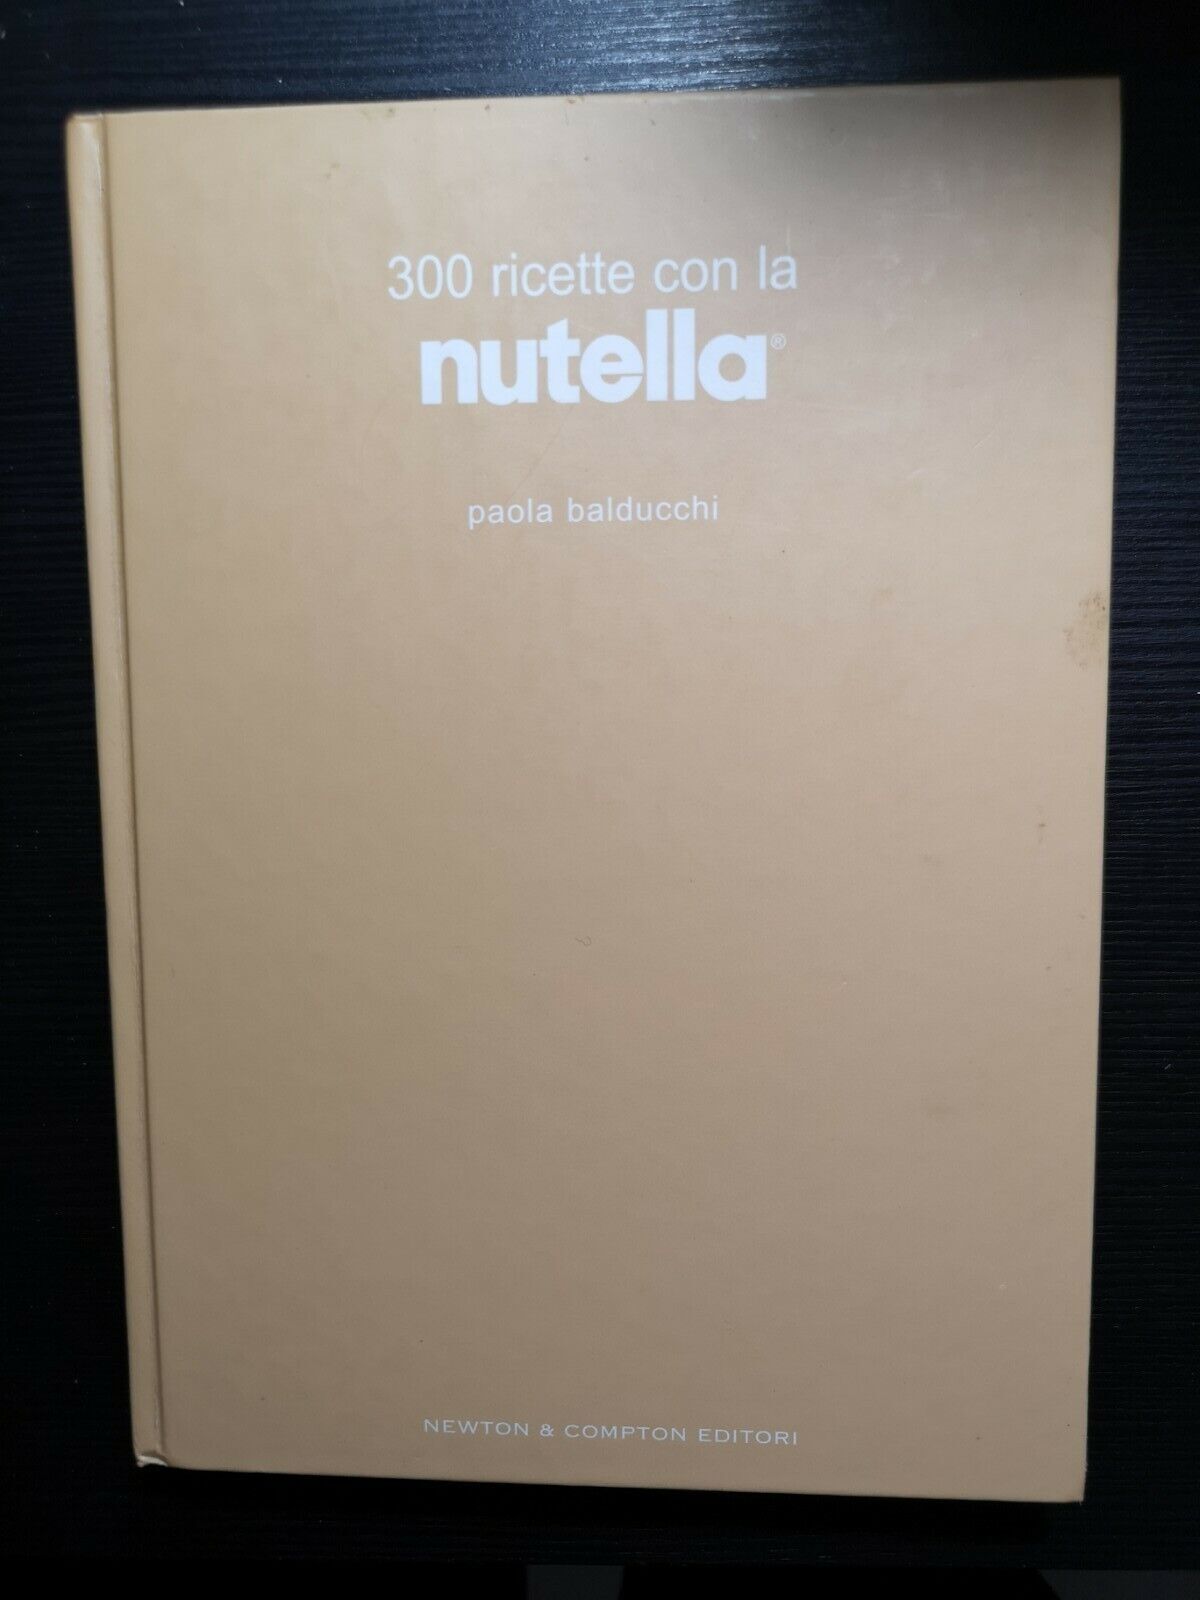 300 ricette con la
nutella®
paola balducchi
NEWTON & COMPTON EDITORI